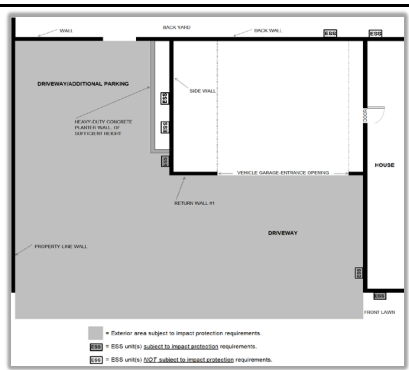 WALL
BACK YARD
BACK WALL
ESS
ESS
DRIVEWAY/ADDITIONAL PARKING
SIDE WALL
ESS
HEAVY-DUTY CONCRETE
PLANTER WALL, OF
SUFFICIENT HEIGHT
ESS
ESS
HOUSE
VEHICLE GARAGE-ENTRANCE OPENING
RETURN WALL #1
DRIVEWAY
PROPERTY-LINE WALL
ESS
ESS
FRONT LAWN
= Exterior area subject to impact protection requirements.
ESS = ESS unit(s) subject to impact protection requirements.
ESS = ESS unit(s) NOT subject to impact protection requirements.